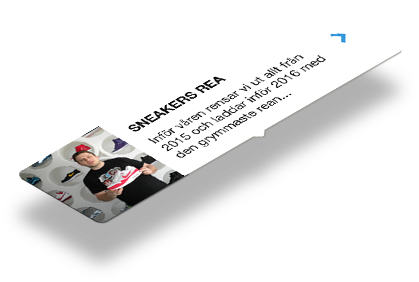 SNEAKERS REA
Inför våren rensar vi ut allt från
2015 och laddar inför 2016 med
den grymmaste rean...